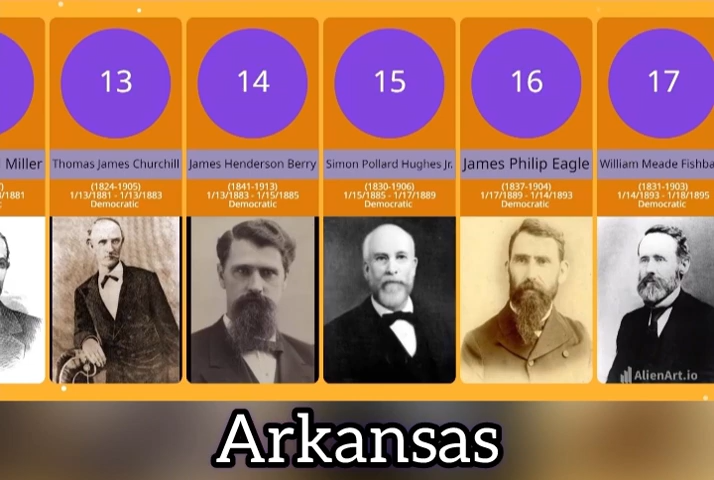 13
14
15
16
17
Miller
Thomas James Churchill
James Henderson Berry
Simon Pollard Hughes Jr.
James Philip Eagle
William Meade Fishba
/1881
(1824-1905)
1/13/1881 - 1/13/1883
Democratic
(1841-1913)
1/13/1883 - 1/15/1885
Democratic
(1830-1906)
1/15/1885 - 1/17/1889
Democratic
(1837-1904)
1/17/1889 - 1/14/1893
Democratic
(1831-1903)
1/14/1893 - 1/18/1895
Democratic
AlienArt.io
Arkansas